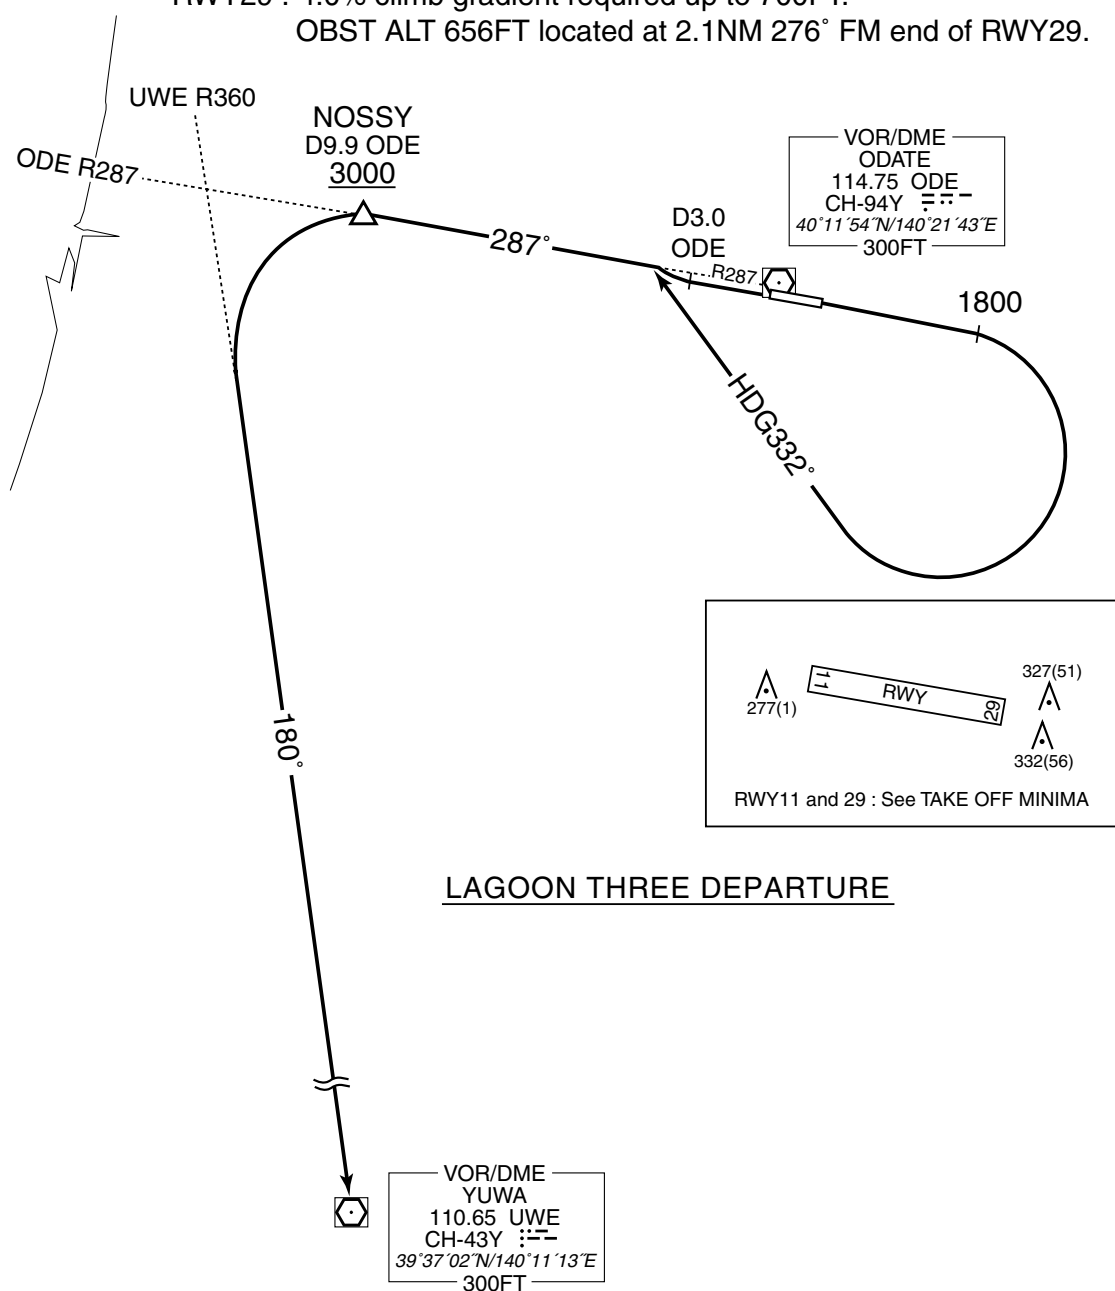 OBST ALT 656FT located at 2.1NM 276° FM end of RWY29.
UWE R360
NOSSY
D9.9 ODE
3000
ODE R287
VOR/DME
ODATE
114.75 ODE
CH-94Y
40°11´54˝N/140°21´43˝E
300FT
D3.0
ODE
287°
R287
1800
HDG332°
327(51)
11
RWY
29
277(1)
332(56)
RWY11 and 29 : See TAKE OFF MINIMA
180°
LAGOON THREE DEPARTURE
VOR/DME
YUWA
110.65 UWE
CH-43Y
39°37´02˝N/140°11´13˝E
300FT